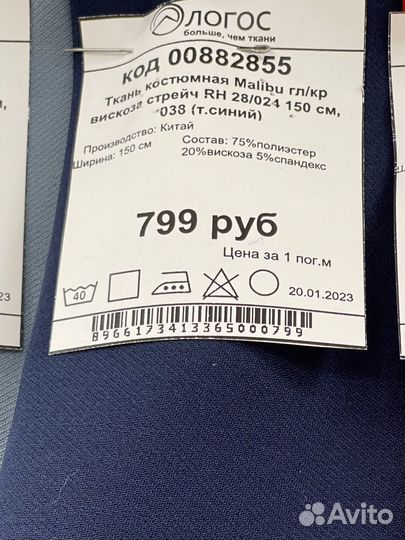 ЛОГОС
больше, чем ткани
код 00882855
Ткань костюмная Malibu гл/кр
вискоза стрейч RH 28/024 150 см,
038 (т.синий)
Производство: Китай
Ширина: 150 см
Состав: 75%полиэстер
20%вискоза 5%спандекс
799 руб
Цена за 1 пог.м
40
20.01.2023
8966173413365000799
м,
023
Avito